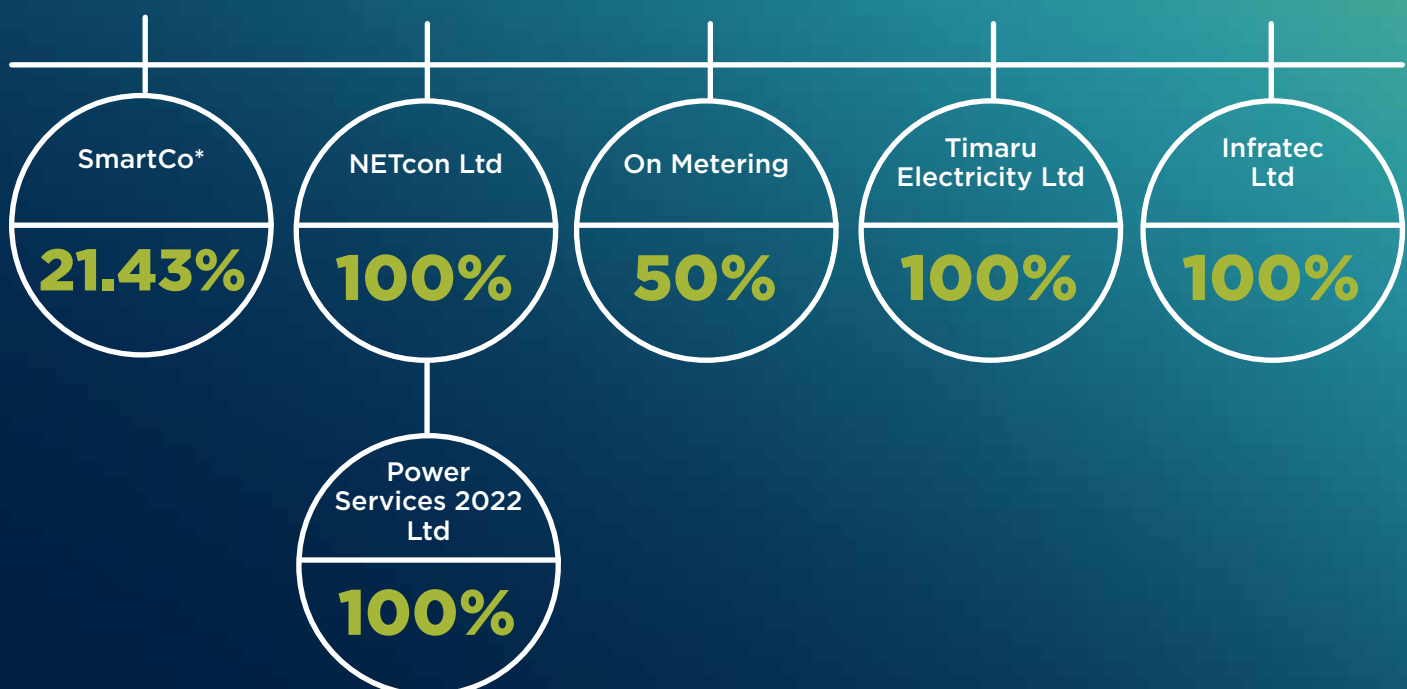 SmartCo*
21.43%
NETcon Ltd
100%
On Metering
50%
Timaru
Electricity Ltd
100%
Infratec
Ltd
100%
Power
Services 2022
Ltd
100%